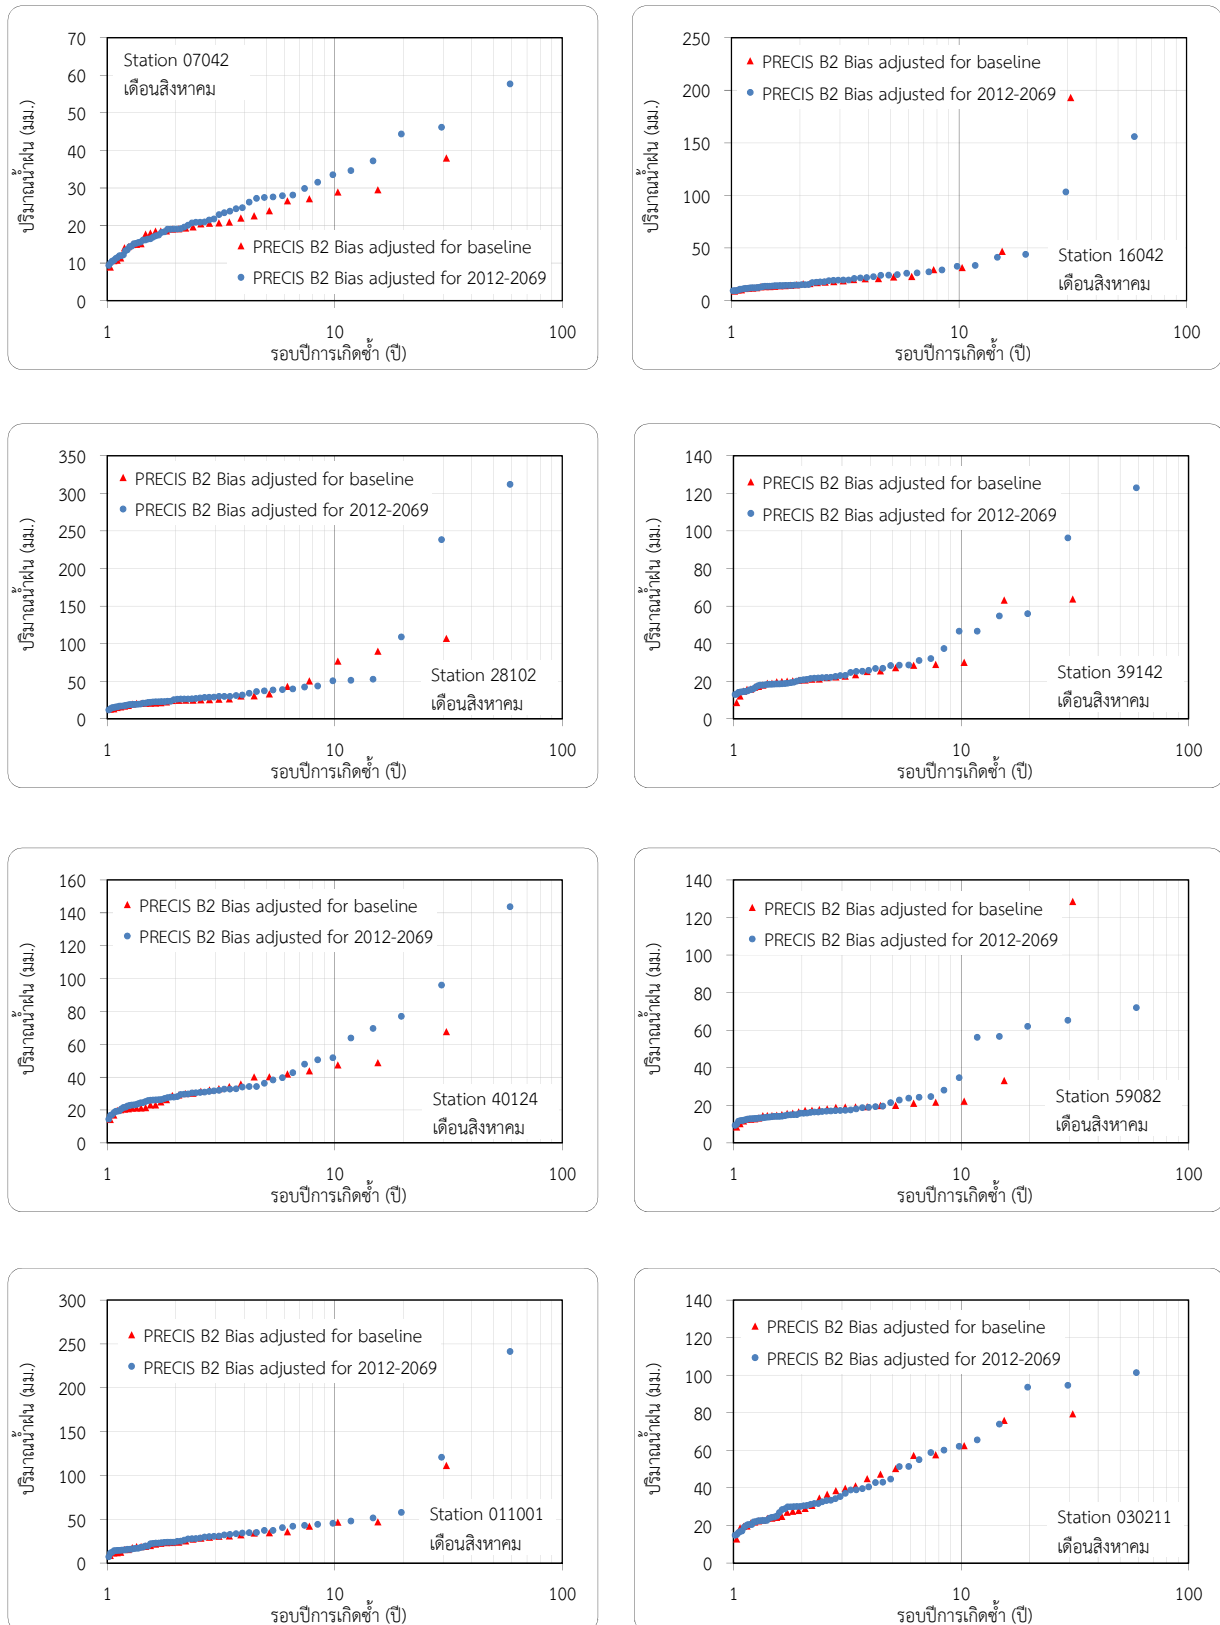 70
60
50
40
30
20
10
0
ปริมาณน้ำฝน (มม.)
Station 07042
เดือนสิงหาคม
PRECIS B2 Bias adjusted for baseline
PRECIS B2 Bias adjusted for 2012-2069
1 10 100
รอบปีการเกิดซ้ำ (ปี)
250
200
150
100
50
0
ปริมาณน้ำฝน (มม.)
PRECIS B2 Bias adjusted for baseline
PRECIS B2 Bias adjusted for 2012-2069
Station 16042
เดือนสิงหาคม
1 10 100
รอบปีการเกิดซ้ำ (ปี)
350
300
250
200
150
100
50
0
ปริมาณน้ำฝน (มม.)
PRECIS B2 Bias adjusted for baseline
PRECIS B2 Bias adjusted for 2012-2069
Station 28102
เดือนสิงหาคม
1 10 100
รอบปีการเกิดซ้ำ (ปี)
140
120
100
80
60
40
20
0
ปริมาณน้ำฝน (มม.)
PRECIS B2 Bias adjusted for baseline
PRECIS B2 Bias adjusted for 2012-2069
Station 39142
เดือนสิงหาคม
1 10 100
รอบปีการเกิดซ้ำ (ปี)
160
140
120
100
80
60
40
20
0
ปริมาณน้ำฝน (มม.)
PRECIS B2 Bias adjusted for baseline
PRECIS B2 Bias adjusted for 2012-2069
Station 40124
เดือนสิงหาคม
1 10 100
รอบปีการเกิดซ้ำ (ปี)
140
120
100
80
60
40
20
0
ปริมาณน้ำฝน (มม.)
PRECIS B2 Bias adjusted for baseline
PRECIS B2 Bias adjusted for 2012-2069
Station 59082
เดือนสิงหาคม
1 10 100
รอบปีการเกิดซ้ำ (ปี)
300
250
200
150
100
50
0
ปริมาณน้ำฝน (มม.)
PRECIS B2 Bias adjusted for baseline
PRECIS B2 Bias adjusted for 2012-2069
Station 011001
เดือนสิงหาคม
1 10 100
รอบปีการเกิดซ้ำ (ปี)
140
120
100
80
60
40
20
0
ปริมาณน้ำฝน (มม.)
PRECIS B2 Bias adjusted for baseline
PRECIS B2 Bias adjusted for 2012-2069
Station 030211
เดือนสิงหาคม
1 10 100
รอบปีการเกิดซ้ำ (ปี)